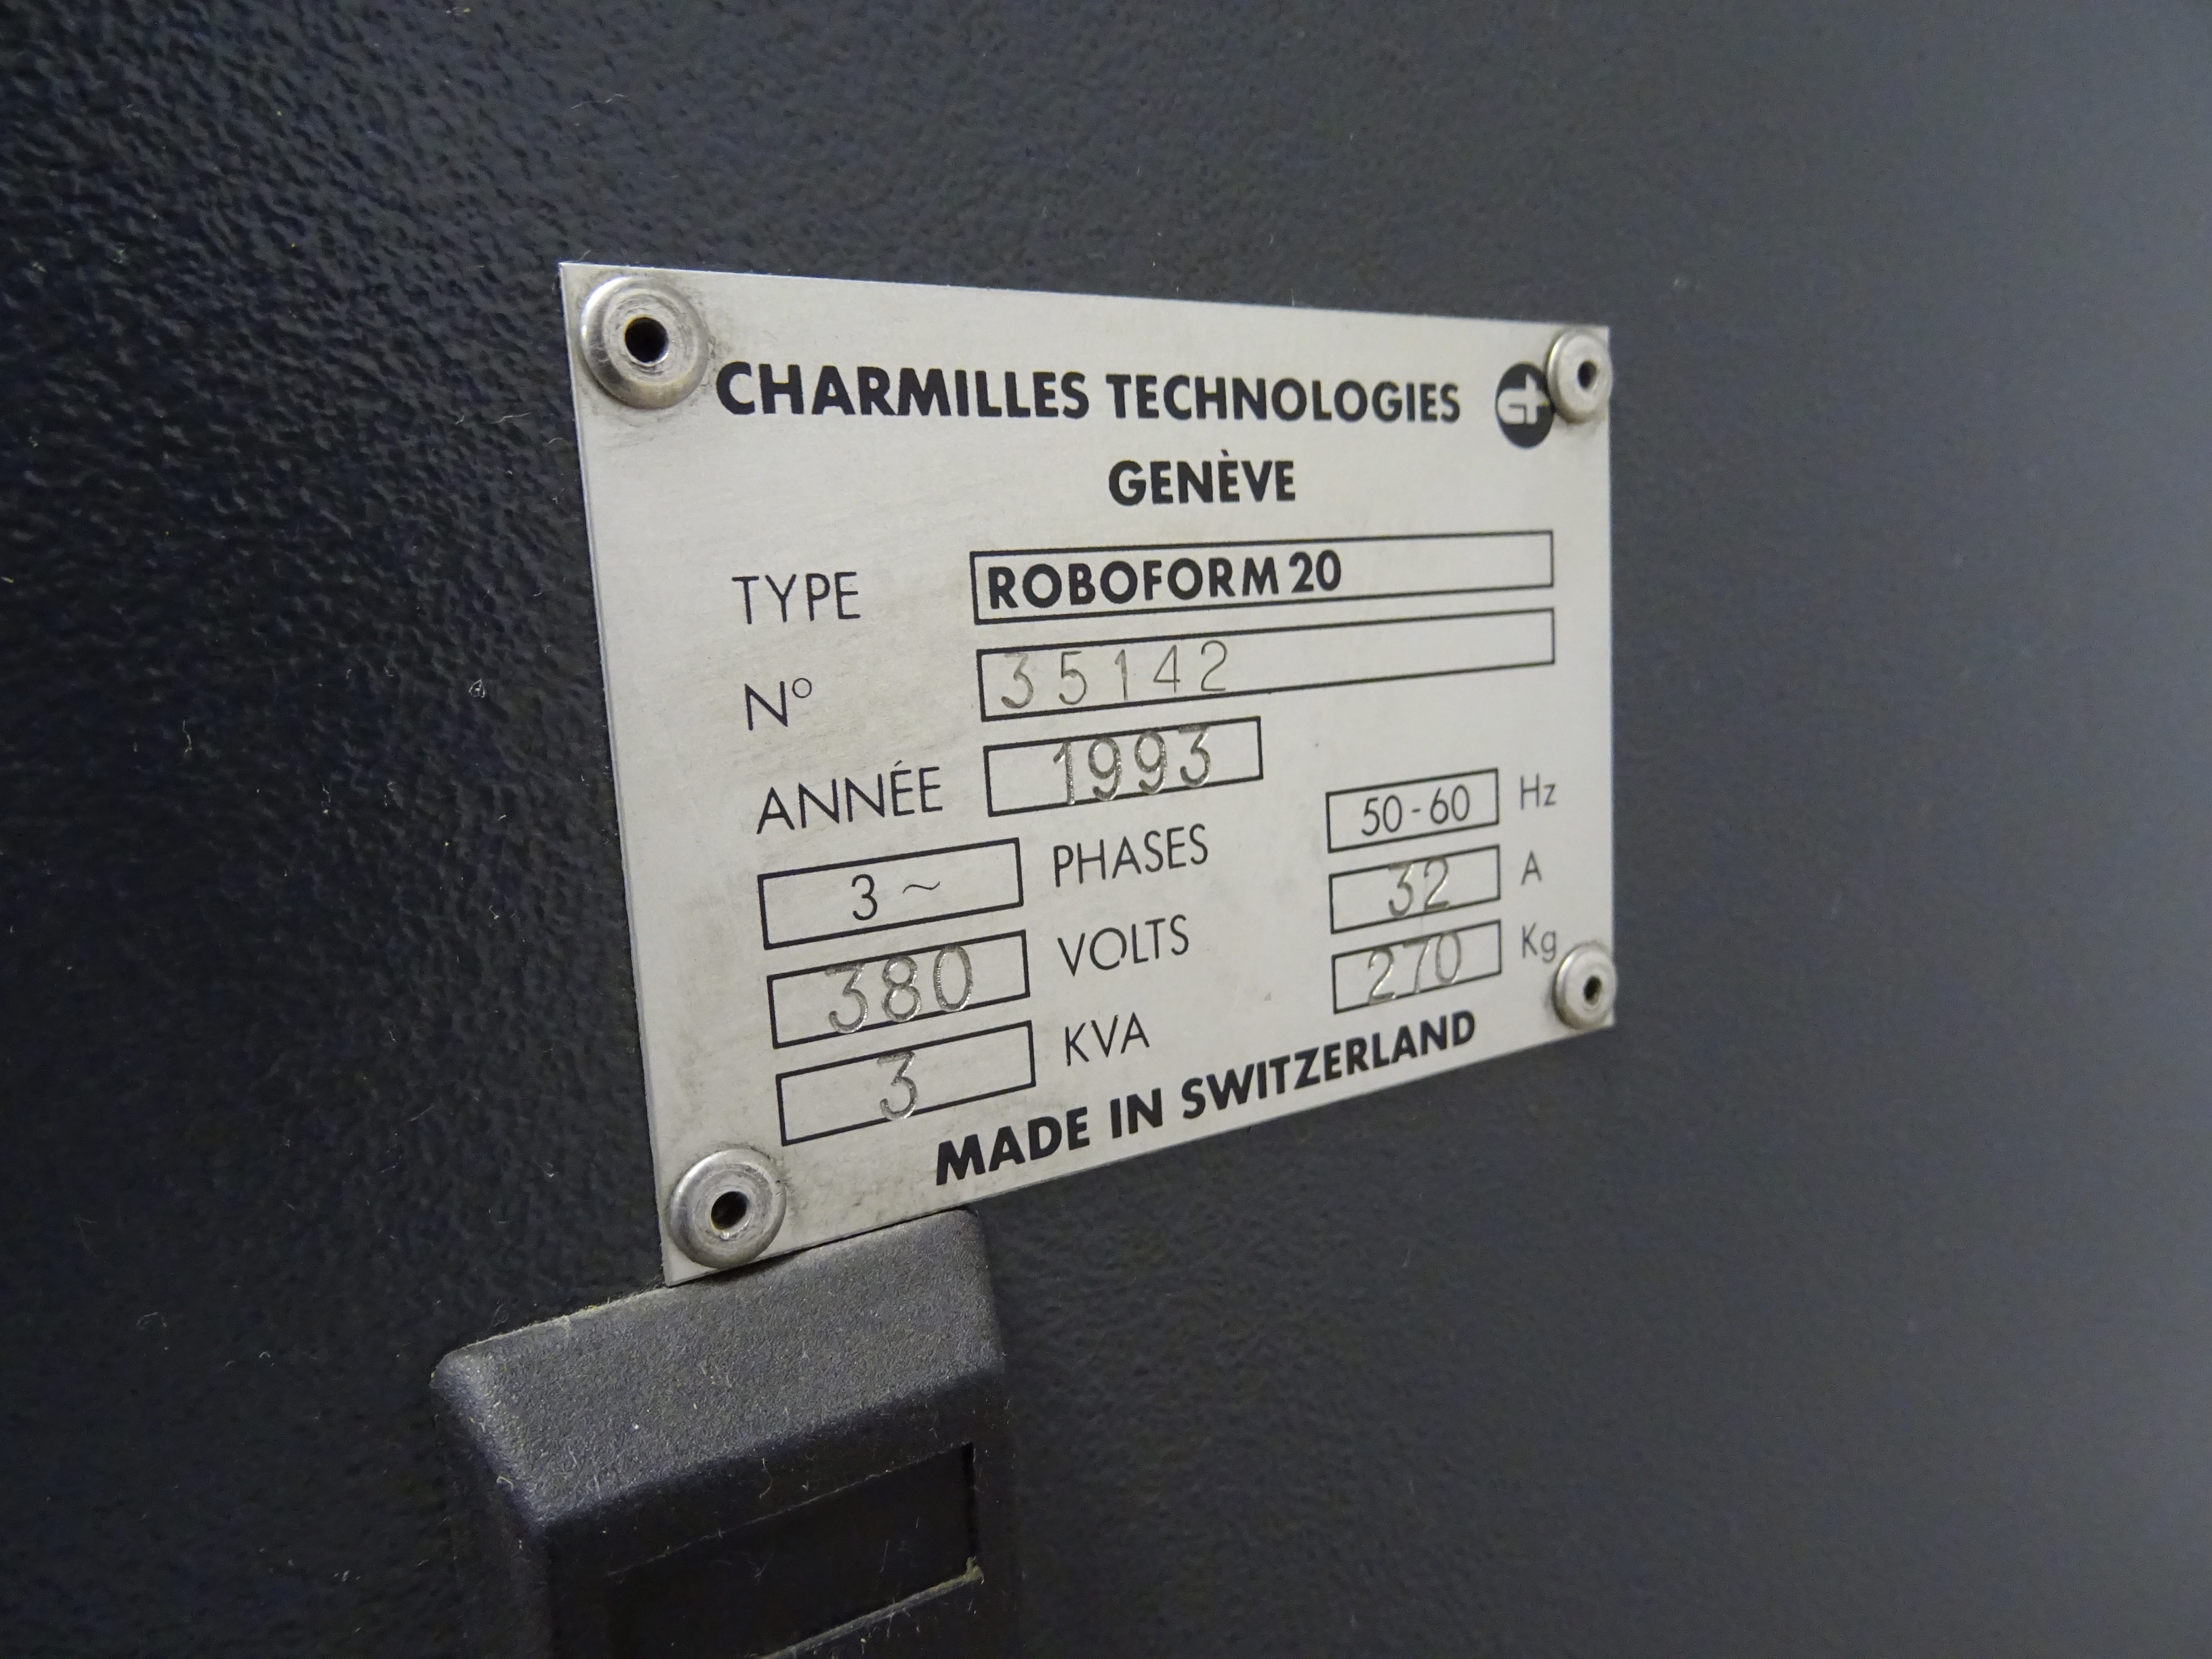 CHARMILLES TECHNOLOGIES
GENÈVE
TYPE ROBOFORM 20
N° 35142
ANNÉE 1993
3~ PHASES 50-60 Hz
380 VOLTS 32 A
3 KVA 270 Kg
MADE IN SWITZERLAND